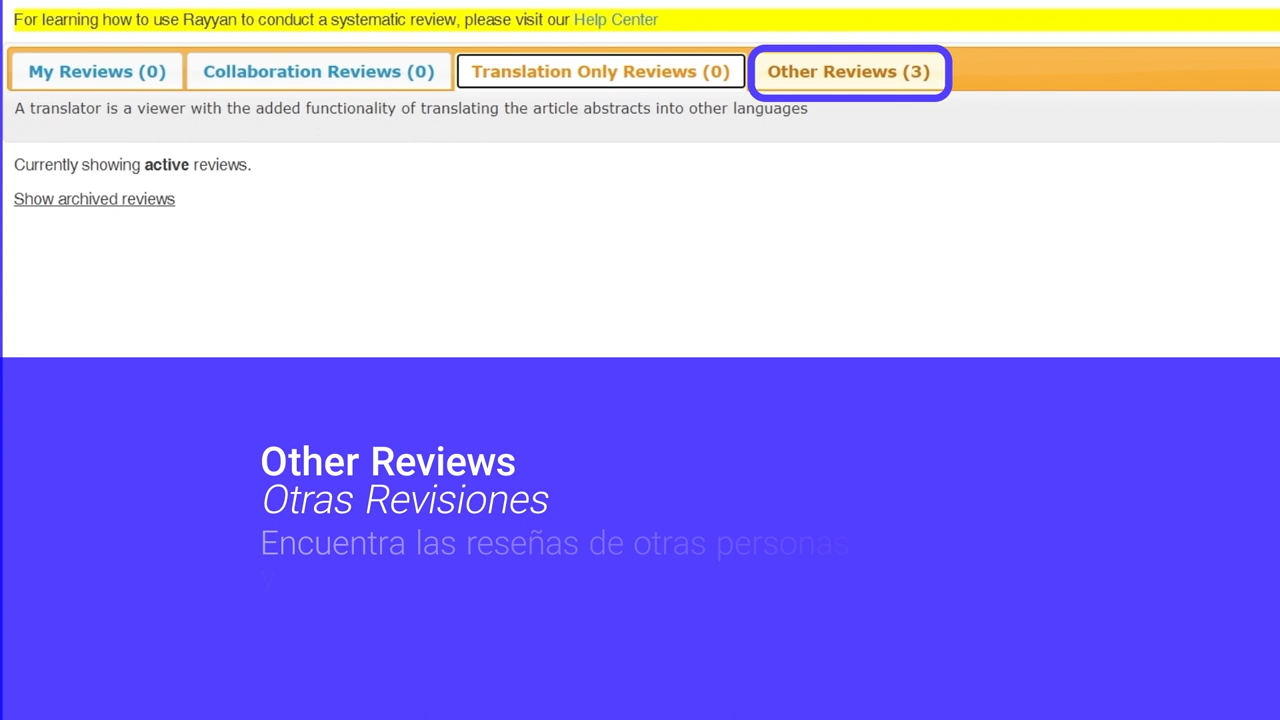 For learning how to use Rayyan to conduct a systematic review, please visit our Help Center
My Reviews (0) Collaboration Reviews (0) Translation Only Reviews (0) Other Reviews (3)
A translator is a viewer with the added functionality of translating the article abstracts into other languages
Currently showing active reviews.
Show archived reviews
Other Reviews
Otras Revisiones
Encuentra las reseñas de otras personas
y